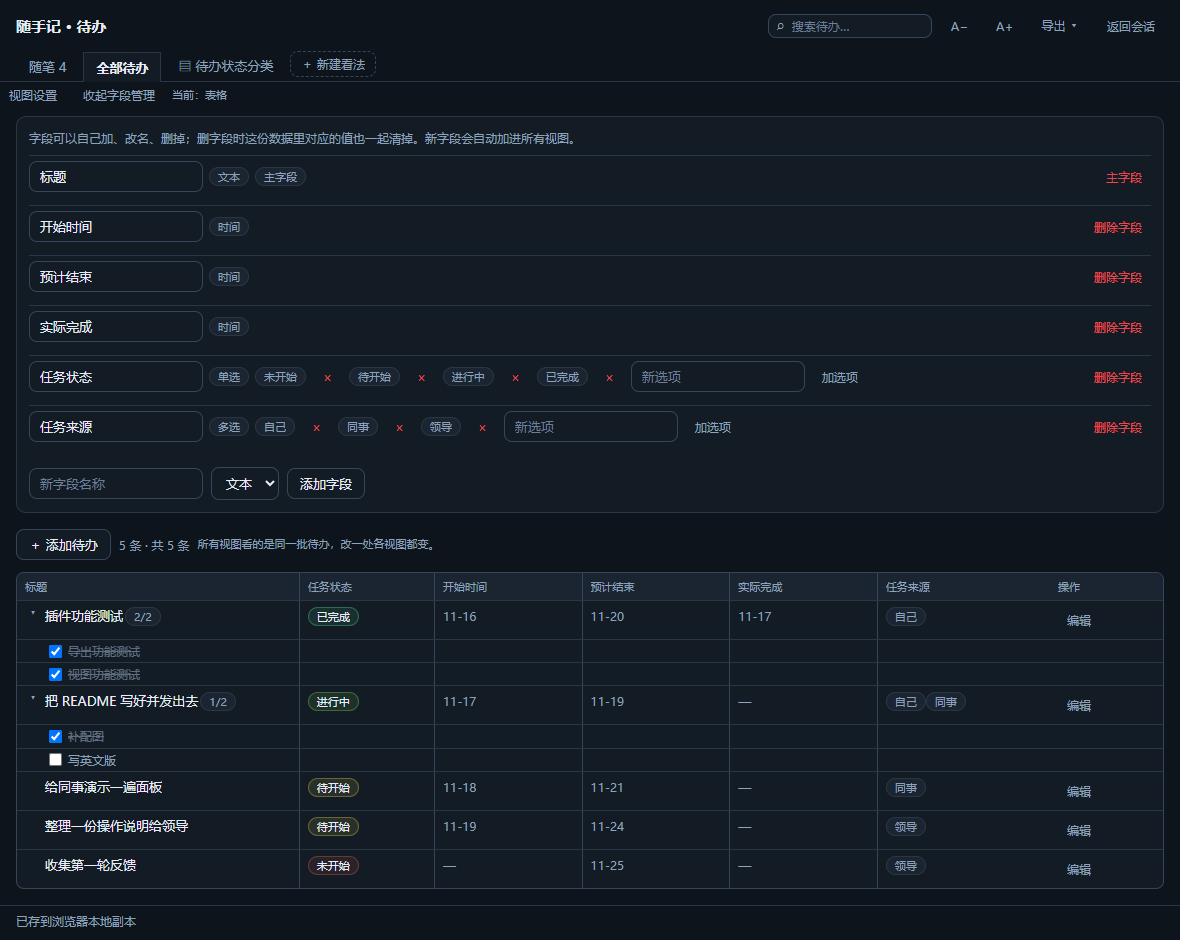 随手记 • 待办
搜索待办... A− A+ 导出 返回会话
随笔 4 全部待办 待办状态分类 + 新建看法
视图设置 收起字段管理 当前: 表格
字段可以自己加、改名、删掉; 删字段时这份数据里对应的值也一起清掉。新字段会自动加进所有视图。
标题 文本 主字段 主字段
开始时间 时间 删除字段
预计结束 时间 删除字段
实际完成 时间 删除字段
任务状态 单选 未开始 × 待开始 × 进行中 × 已完成 × 新选项 加选项 删除字段
任务来源 多选 自己 × 同事 × 领导 × 新选项 加选项 删除字段
新字段名称 文本 添加字段
+ 添加待办 5 条 · 共 5 条 所有视图看的是同一批待办, 改一处各视图都变。
标题 任务状态 开始时间 预计结束 实际完成 任务来源 操作
插件功能测试 2/2 已完成 11-16 11-20 11-17 自己 编辑
导出功能测试
视图功能测试
把 README 写好并发出去 1/2 进行中 11-17 11-19 — 自己 同事 编辑
补配图
写英文版
给同事演示一遍面板 待开始 11-18 11-21 — 同事 编辑
整理一份操作说明给领导 待开始 11-19 11-24 — 领导 编辑
收集第一轮反馈 未开始 — 11-25 — 领导 编辑
已存到浏览器本地副本